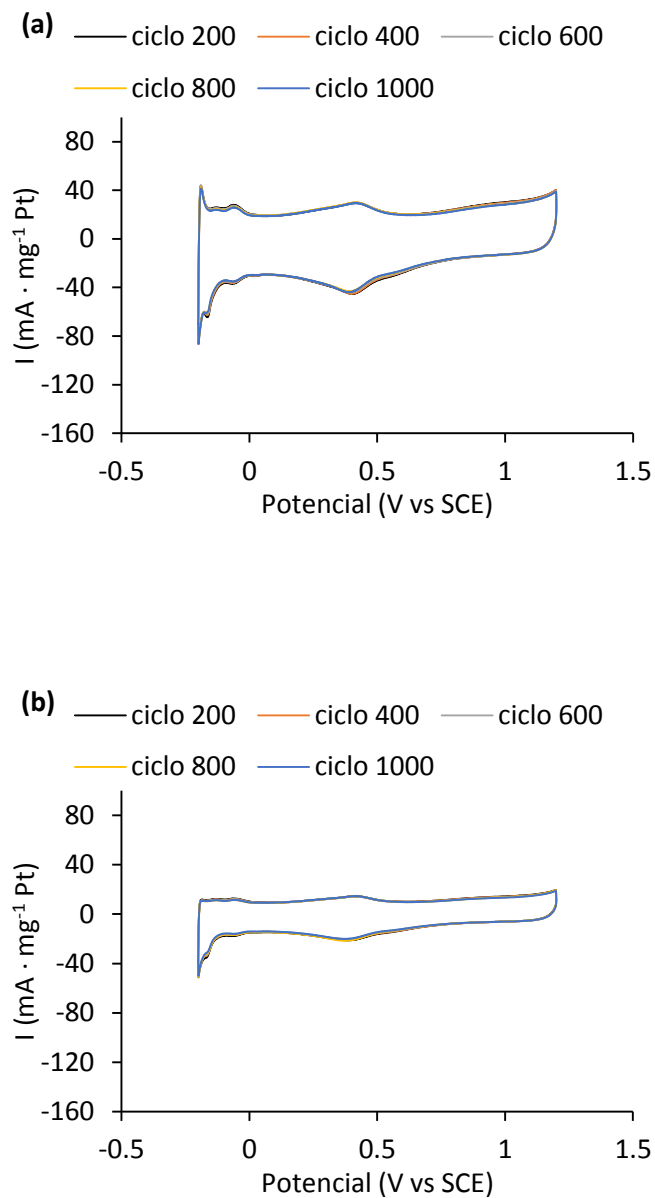 (a)
ciclo 200 ciclo 400 ciclo 600
ciclo 800 ciclo 1000
80
40
0
-40
-80
-120
-160
I (mA · mg⁻¹ Pt)
-0.5 0 0.5 1 1.5
Potencial (V vs SCE)
(b)
ciclo 200 ciclo 400 ciclo 600
ciclo 800 ciclo 1000
80
40
0
-40
-80
-120
-160
I (mA · mg⁻¹ Pt)
-0.5 0 0.5 1 1.5
Potencial (V vs SCE)